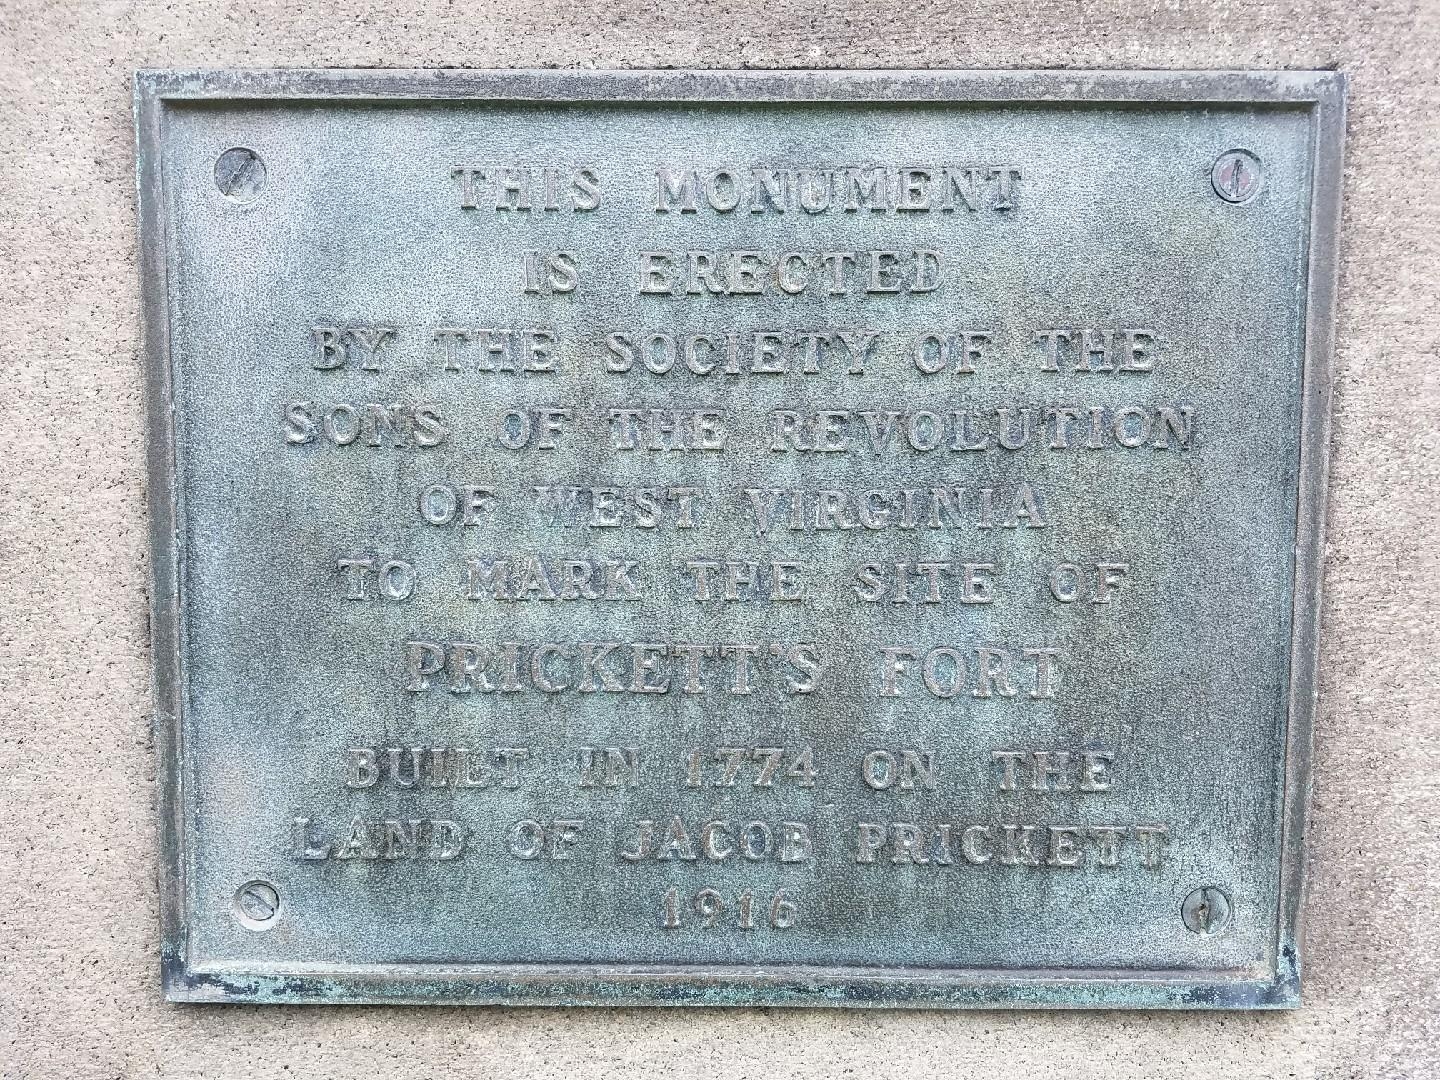 THIS MONUMENT
IS ERECTED
BY THE SOCIETY OF THE
SONS OF THE REVOLUTION
OF WEST VIRGINIA
TO MARK THE SITE OF
PRICKETT'S FORT
BUILT IN 1774 ON THE
LAND OF JACOB PRICKETT
1916